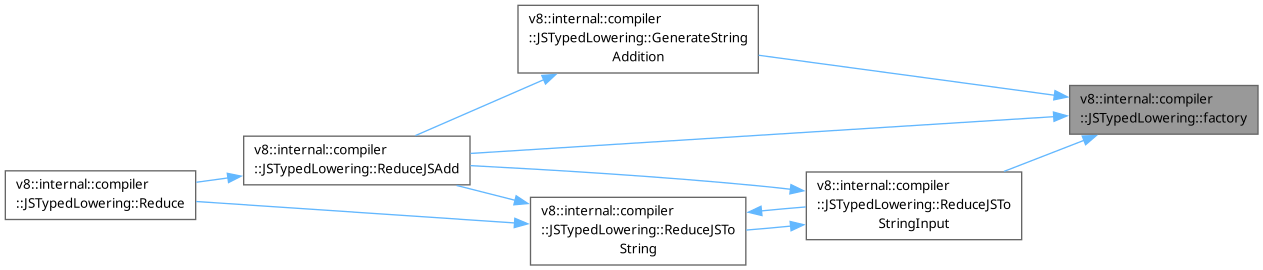 v8::internal::compiler
::JSTypedLowering::GenerateString
Addition
v8::internal::compiler
::JSTypedLowering::factory
v8::internal::compiler
::JSTypedLowering::ReduceJSAdd
v8::internal::compiler
::JSTypedLowering::Reduce
v8::internal::compiler
::JSTypedLowering::ReduceJSTo
StringInput
v8::internal::compiler
::JSTypedLowering::ReduceJSTo
String